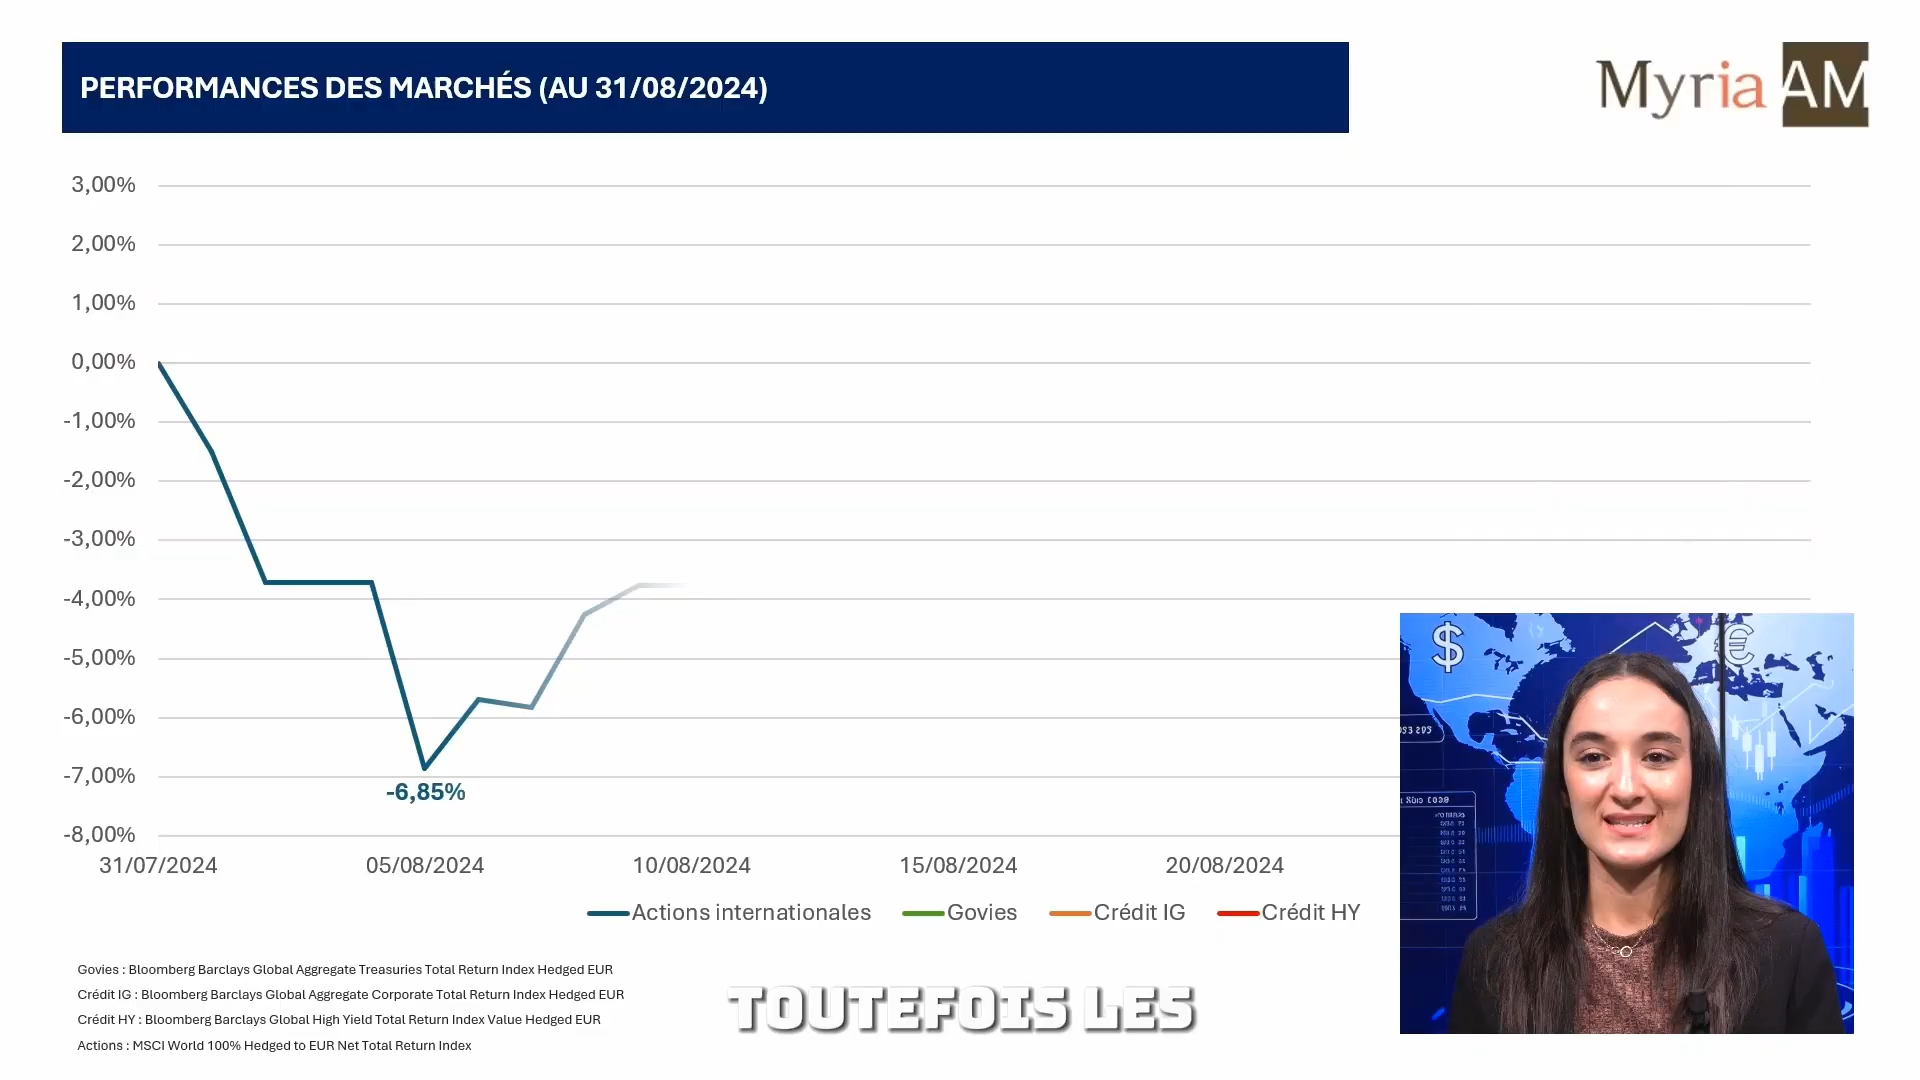 PERFORMANCES DES MARCHÉS (AU 31/08/2024)
Myria AM
3,00%
2,00%
1,00%
0,00%
-1,00%
-2,00%
-3,00%
-4,00%
-5,00%
-6,00%
-7,00%
-8,00%
-6,85%
31/07/2024 05/08/2024 10/08/2024 15/08/2024 20/08/2024
Actions internationales Govies Crédit IG Crédit HY
Govies : Bloomberg Barclays Global Aggregate Treasuries Total Return Index Hedged EUR
Crédit IG : Bloomberg Barclays Global Aggregate Corporate Total Return Index Hedged EUR
Crédit HY : Bloomberg Barclays Global High Yield Total Return Index Value Hedged EUR
Actions : MSCI World 100% Hedged to EUR Net Total Return Index
TOUTEFOIS LES
$ €